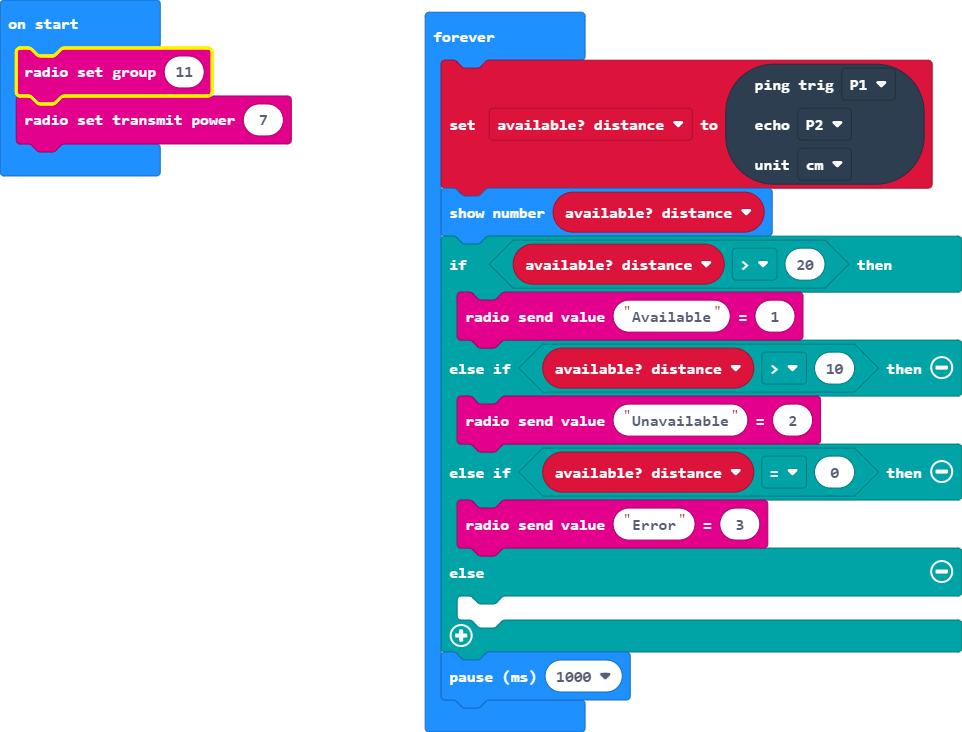 on start
radio set group 11
radio set transmit power 7
forever
set available? distance to ping trig P1
echo P2
unit cm
show number available? distance
if available? distance > 20 then
radio send value "Available" = 1
else if available? distance > 10 then
radio send value "Unavailable" = 2
else if available? distance = 0 then
radio send value "Error" = 3
else
pause (ms) 1000